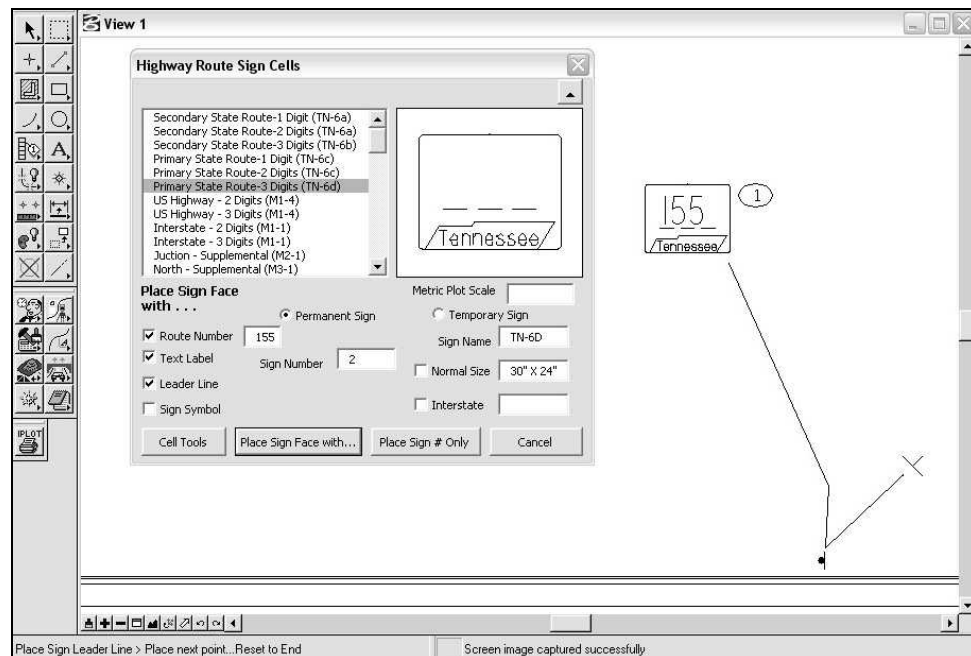 View 1
Highway Route Sign Cells
Secondary State Route-1 Digit (TN-6a)
Secondary State Route-2 Digits (TN-6a)
Secondary State Route-3 Digits (TN-6b)
Primary State Route-1 Digit (TN-6c)
Primary State Route-2 Digits (TN-6c)
Primary State Route-3 Digits (TN-6d)
US Highway - 2 Digits (M1-4)
US Highway - 3 Digits (M1-4)
Interstate - 2 Digits (M1-1)
Interstate - 3 Digits (M1-1)
Juction - Supplemental (M2-1)
North - Supplemental (M3-1)
Tennessee
Place Sign Face
with . . .
Permanent Sign
Metric Plot Scale
Temporary Sign
Route Number 155
Sign Name TN-6D
Text Label
Sign Number 2
Normal Size 30" X 24"
Leader Line
Sign Symbol
Interstate
Cell Tools
Place Sign Face with...
Place Sign # Only
Cancel
155
Tennessee
1
A
IPLOT
Place Sign Leader Line > Place next point...Reset to End
Screen image captured successfully